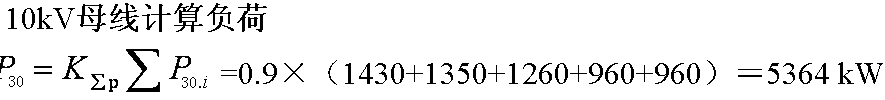 10kV母线计算负荷
P₃₀ = K_Σp ∑ P₃₀.ᵢ =0.9×（1430+1350+1260+960+960）＝5364 kW